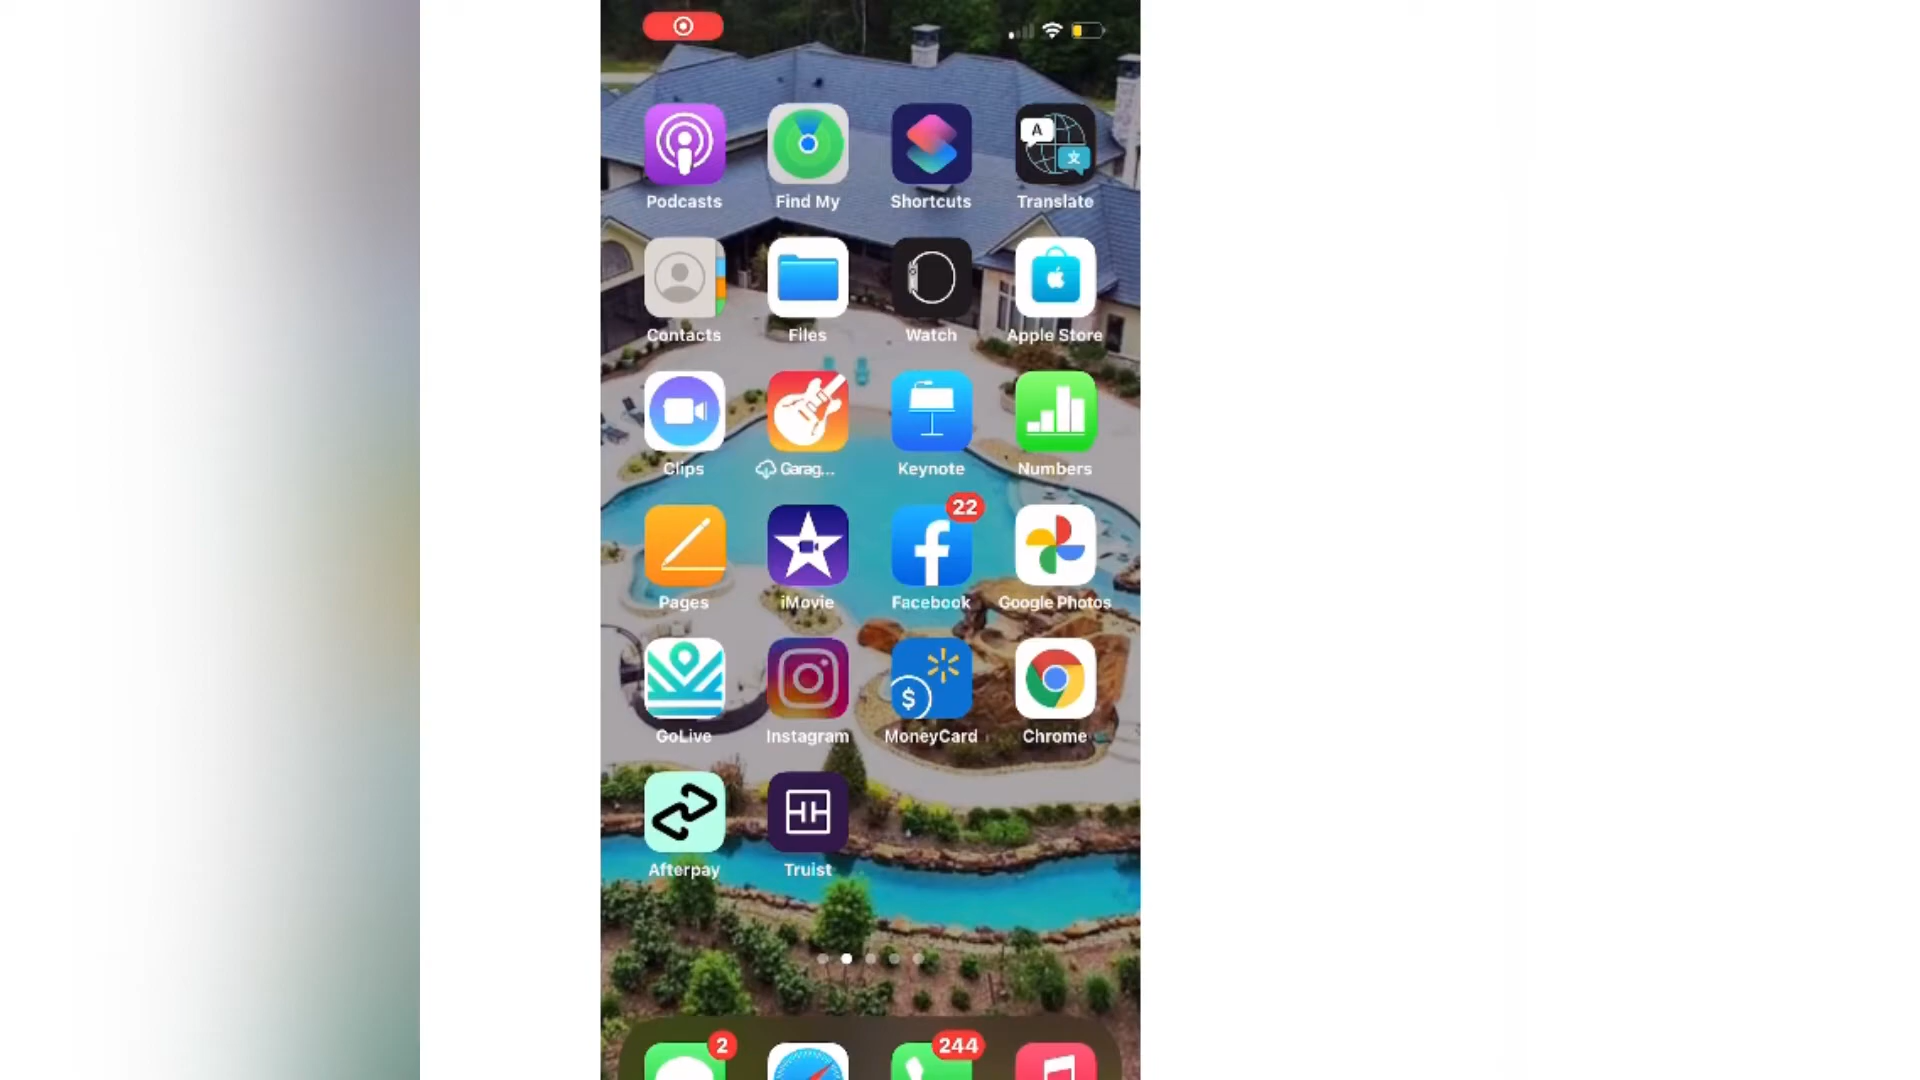 Podcasts Find My Shortcuts Translate
Contacts Files Watch Apple Store
Clips Garag... Keynote Numbers
22
Pages iMovie Facebook Google Photos
GoLive Instagram MoneyCard Chrome
Afterpay Truist
2 244